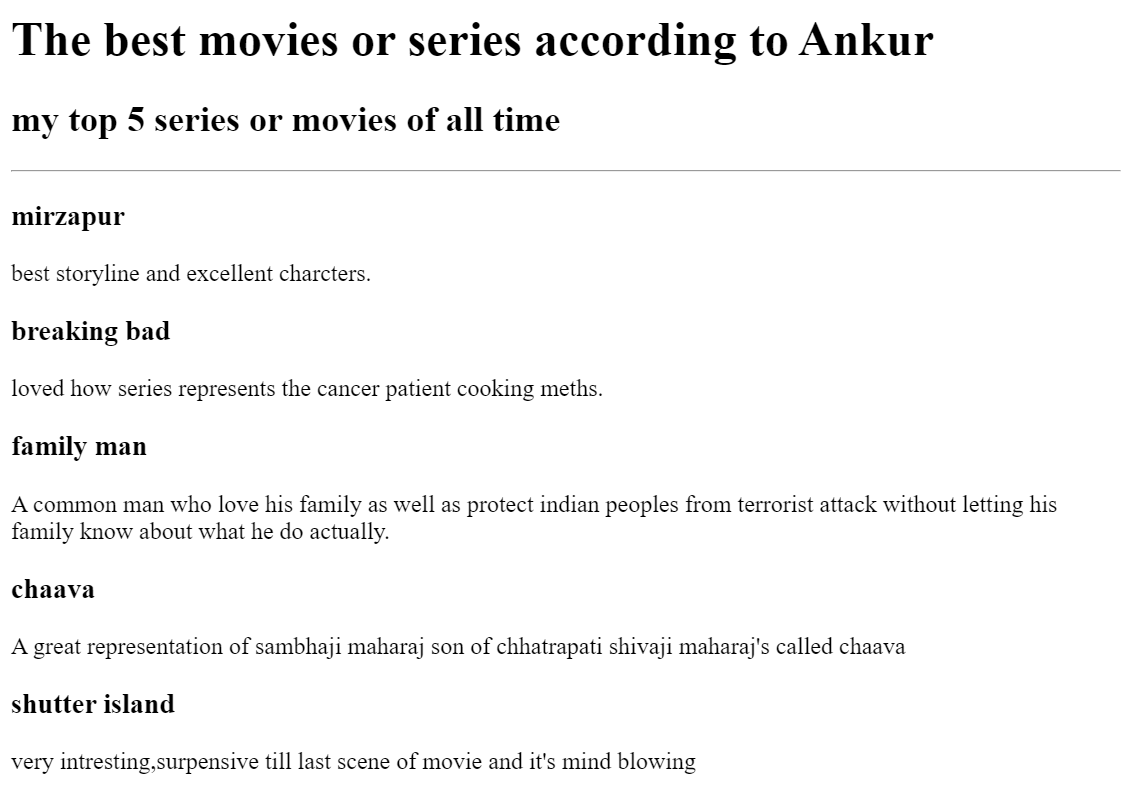 The best movies or series according to Ankur
my top 5 series or movies of all time
mirzapur
best storyline and excellent charcters.
breaking bad
loved how series represents the cancer patient cooking meths.
family man
A common man who love his family as well as protect indian peoples from terrorist attack without letting his
family know about what he do actually.
chaava
A great representation of sambhaji maharaj son of chhatrapati shivaji maharaj's called chaava
shutter island
very intresting,surpensive till last scene of movie and it's mind blowing